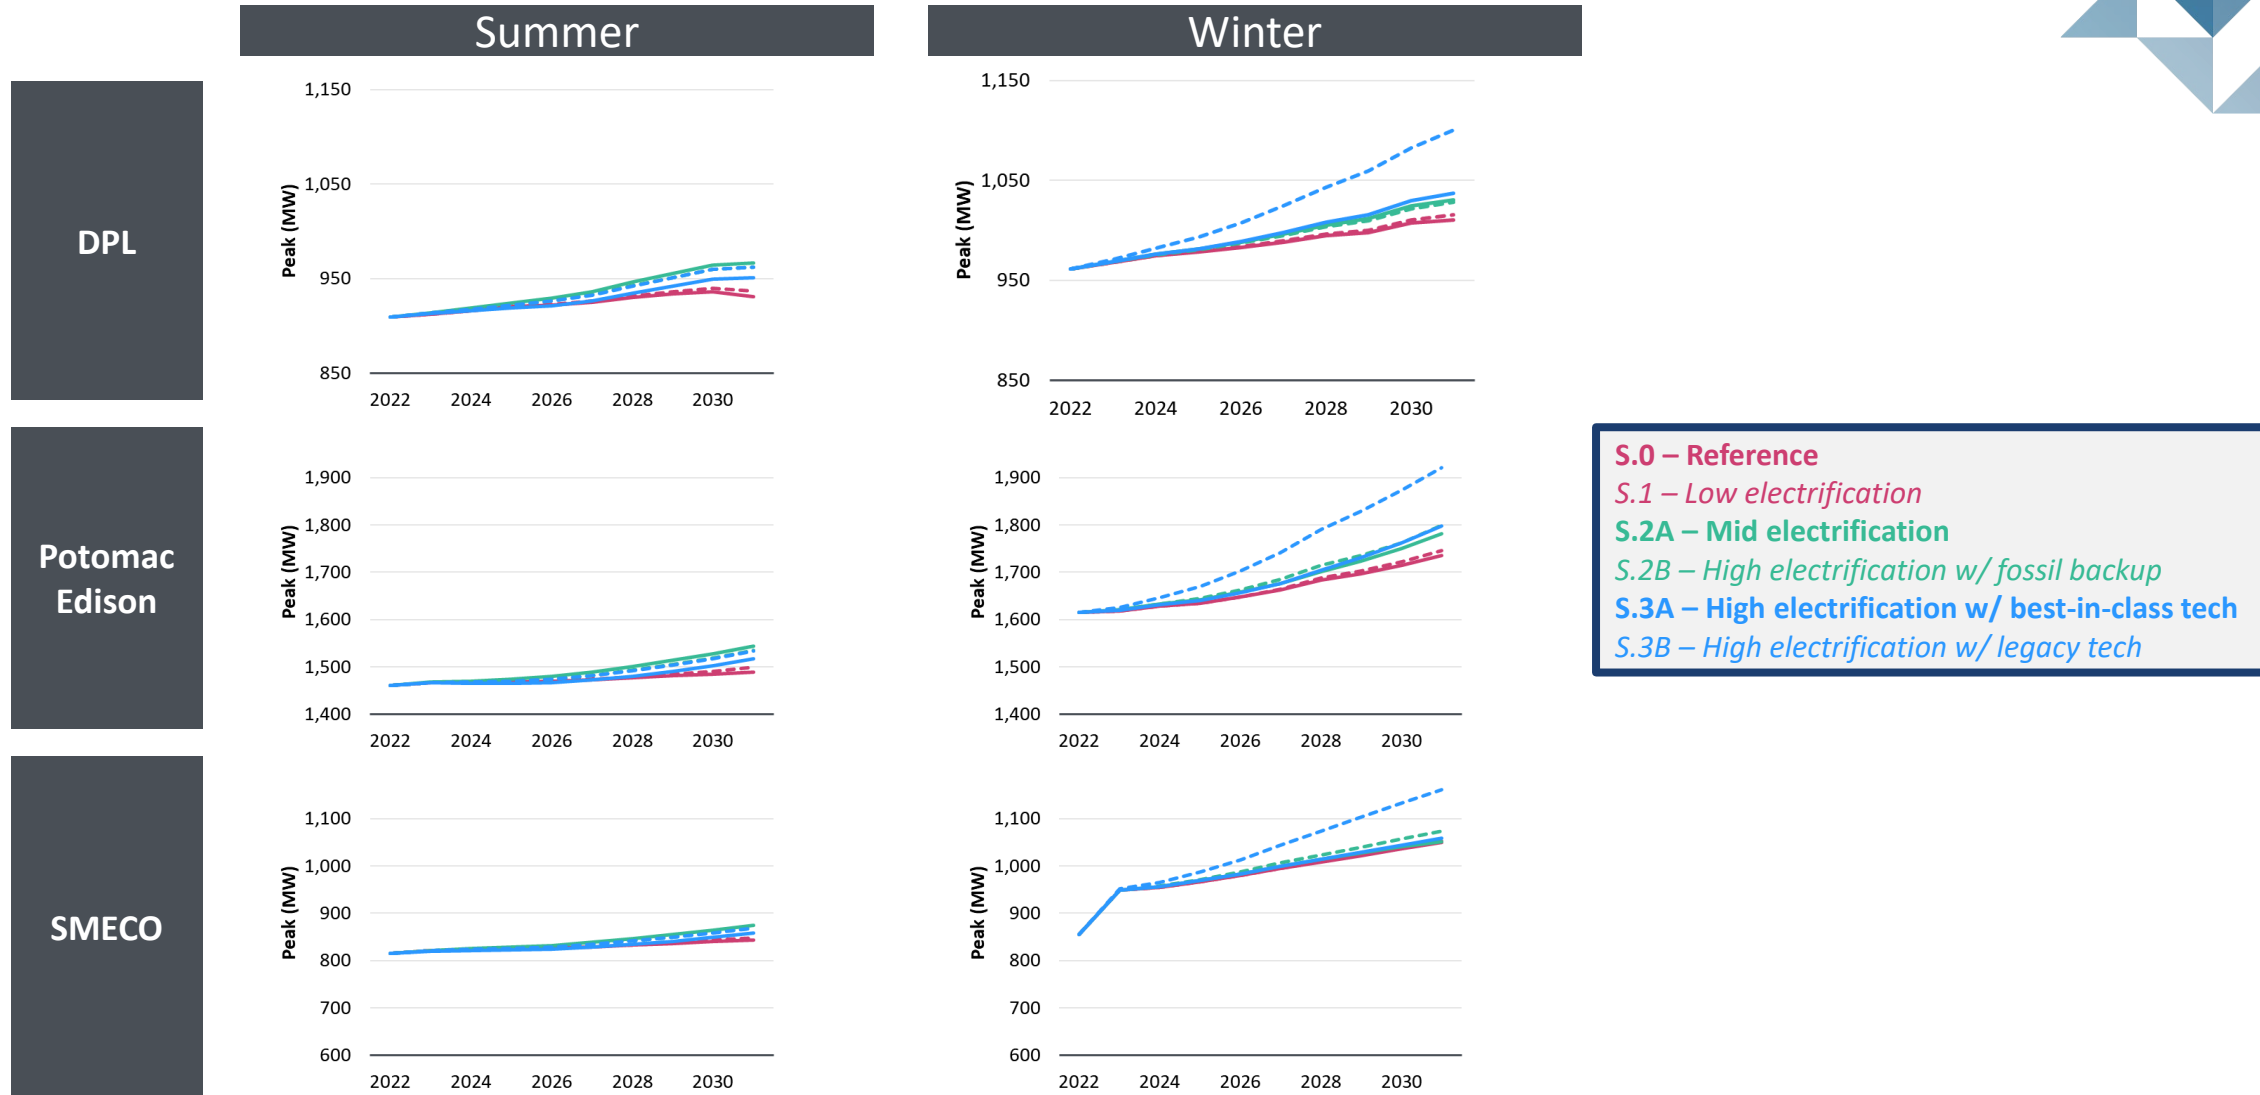 Summer
Winter
DPL
Peak (MW)
1,150
1,050
950
850
2022 2024 2026 2028 2030
Peak (MW)
1,150
1,050
950
850
2022 2024 2026 2028 2030
Potomac
Edison
Peak (MW)
1,900
1,800
1,700
1,600
1,500
1,400
2022 2024 2026 2028 2030
Peak (MW)
1,900
1,800
1,700
1,600
1,500
1,400
2022 2024 2026 2028 2030
S.0 – Reference
S.1 – Low electrification
S.2A – Mid electrification
S.2B – High electrification w/ fossil backup
S.3A – High electrification w/ best-in-class tech
S.3B – High electrification w/ legacy tech
SMECO
Peak (MW)
1,100
1,000
900
800
700
600
2022 2024 2026 2028 2030
Peak (MW)
1,100
1,000
900
800
700
600
2022 2024 2026 2028 2030